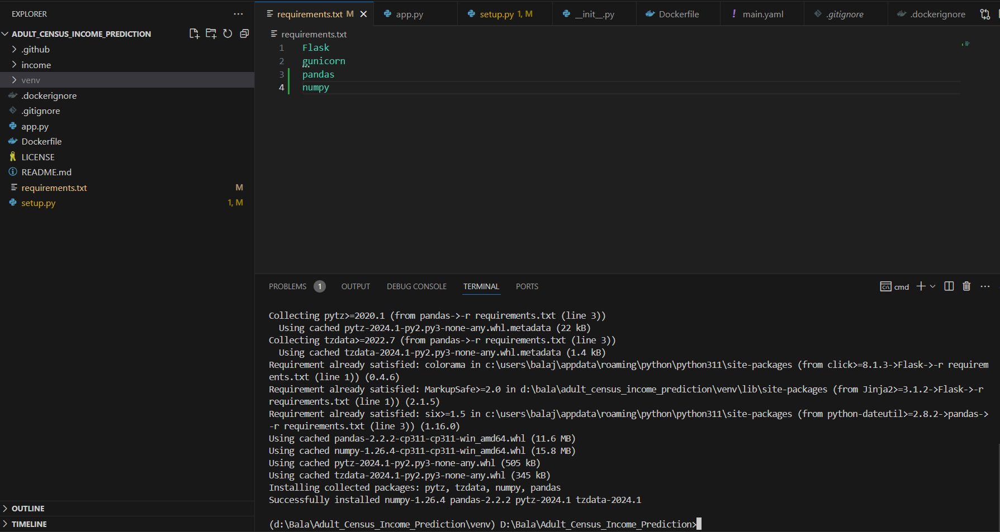 EXPLORER
ADULT_CENSUS_INCOME_PREDICTION
.github
income
venv
.dockerignore
.gitignore
app.py
Dockerfile
LICENSE
README.md
requirements.txt M
setup.py 1, M
OUTLINE
TIMELINE
requirements.txt M app.py setup.py 1, M __init__.py Dockerfile main.yaml .gitignore .dockerignore
requirements.txt
1 Flask
2 gunicorn
3 pandas
4 numpy
PROBLEMS 1 OUTPUT DEBUG CONSOLE TERMINAL PORTS cmd
Collecting pytz>=2020.1 (from pandas->-r requirements.txt (line 3))
Using cached pytz-2024.1-py2.py3-none-any.whl.metadata (22 kB)
Collecting tzdata>=2022.7 (from pandas->-r requirements.txt (line 3))
Using cached tzdata-2024.1-py2.py3-none-any.whl.metadata (1.4 kB)
Requirement already satisfied: colorama in c:\users\balaj\appdata\roaming\python\python311\site-packages (from click>=8.1.3->Flask->-r requirem
ents.txt (line 1)) (0.4.6)
Requirement already satisfied: MarkupSafe>=2.0 in d:\bala\adult_census_income_prediction\venv\lib\site-packages (from Jinja2>=3.1.2->Flask->-r
requirements.txt (line 1)) (2.1.5)
Requirement already satisfied: six>=1.5 in c:\users\balaj\appdata\roaming\python\python311\site-packages (from python-dateutil>=2.8.2->pandas->
-r requirements.txt (line 3)) (1.16.0)
Using cached pandas-2.2.2-cp311-cp311-win_amd64.whl (11.6 MB)
Using cached numpy-1.26.4-cp311-cp311-win_amd64.whl (15.8 MB)
Using cached pytz-2024.1-py2.py3-none-any.whl (505 kB)
Using cached tzdata-2024.1-py2.py3-none-any.whl (345 kB)
Installing collected packages: pytz, tzdata, numpy, pandas
Successfully installed numpy-1.26.4 pandas-2.2.2 pytz-2024.1 tzdata-2024.1
(d:\Bala\Adult_Census_Income_Prediction\venv) D:\Bala\Adult_Census_Income_Prediction>